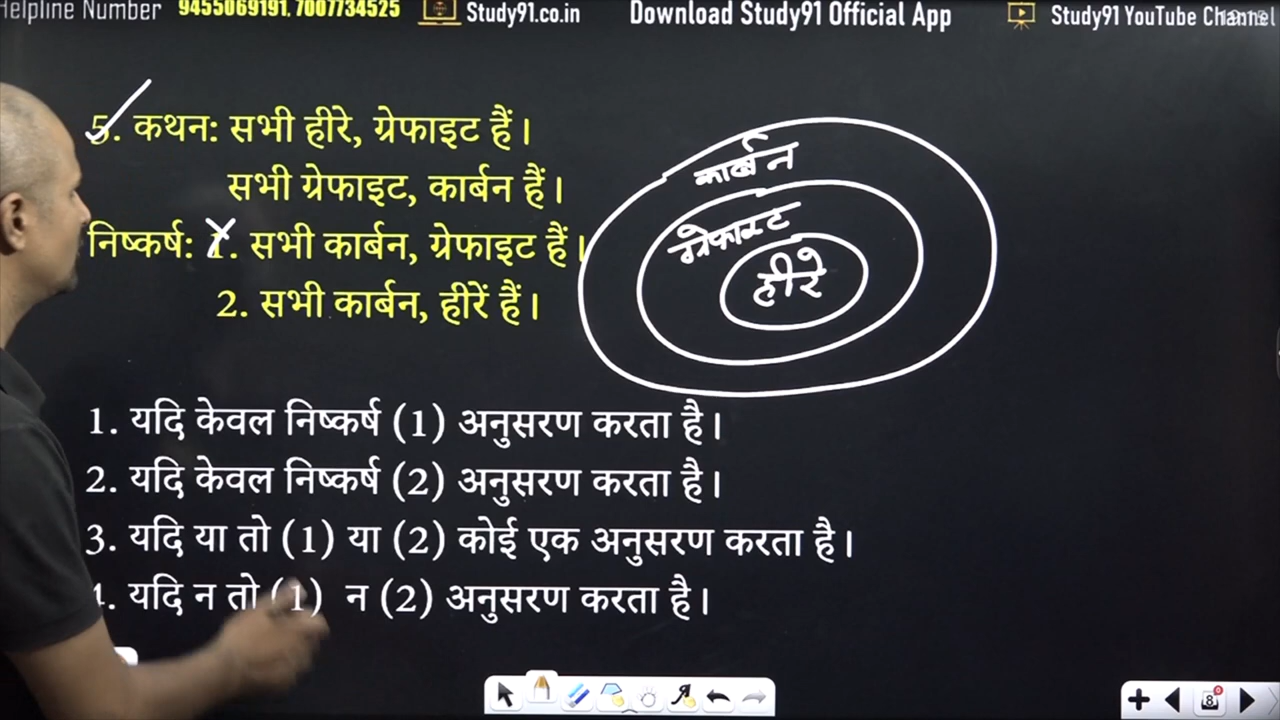 Helpline Number 9455069191, 7007734525 Study91.co.in Download Study91 Official App Study91 YouTube Channel
5. कथन: सभी हीरे, ग्रेफाइट हैं।
सभी ग्रेफाइट, कार्बन हैं।
निष्कर्ष: 1. सभी कार्बन, ग्रेफाइट हैं।
2. सभी कार्बन, हीरें हैं।
कार्बन
ग्रेफाइट
हीरे
1. यदि केवल निष्कर्ष (1) अनुसरण करता है।
2. यदि केवल निष्कर्ष (2) अनुसरण करता है।
3. यदि या तो (1) या (2) कोई एक अनुसरण करता है।
4. यदि न तो (1) न (2) अनुसरण करता है।
8